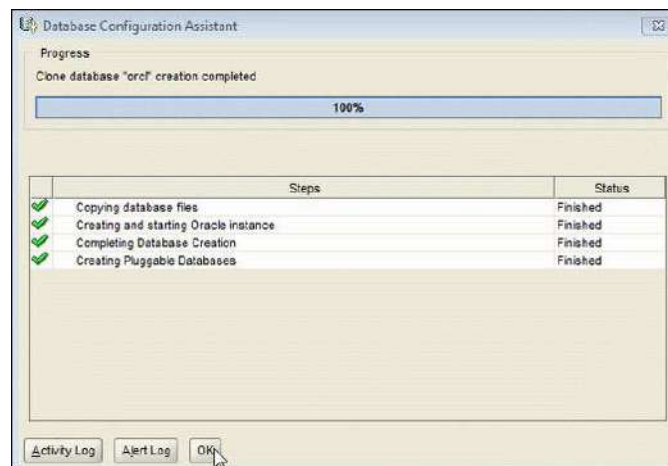 Database Configuration Assistant
Progress
Clone database "orcl" creation completed
100%
Steps Status
Copying database files Finished
Creating and starting Oracle instance Finished
Completing Database Creation Finished
Creating Pluggable Databases Finished
Activity Log Alert Log OK